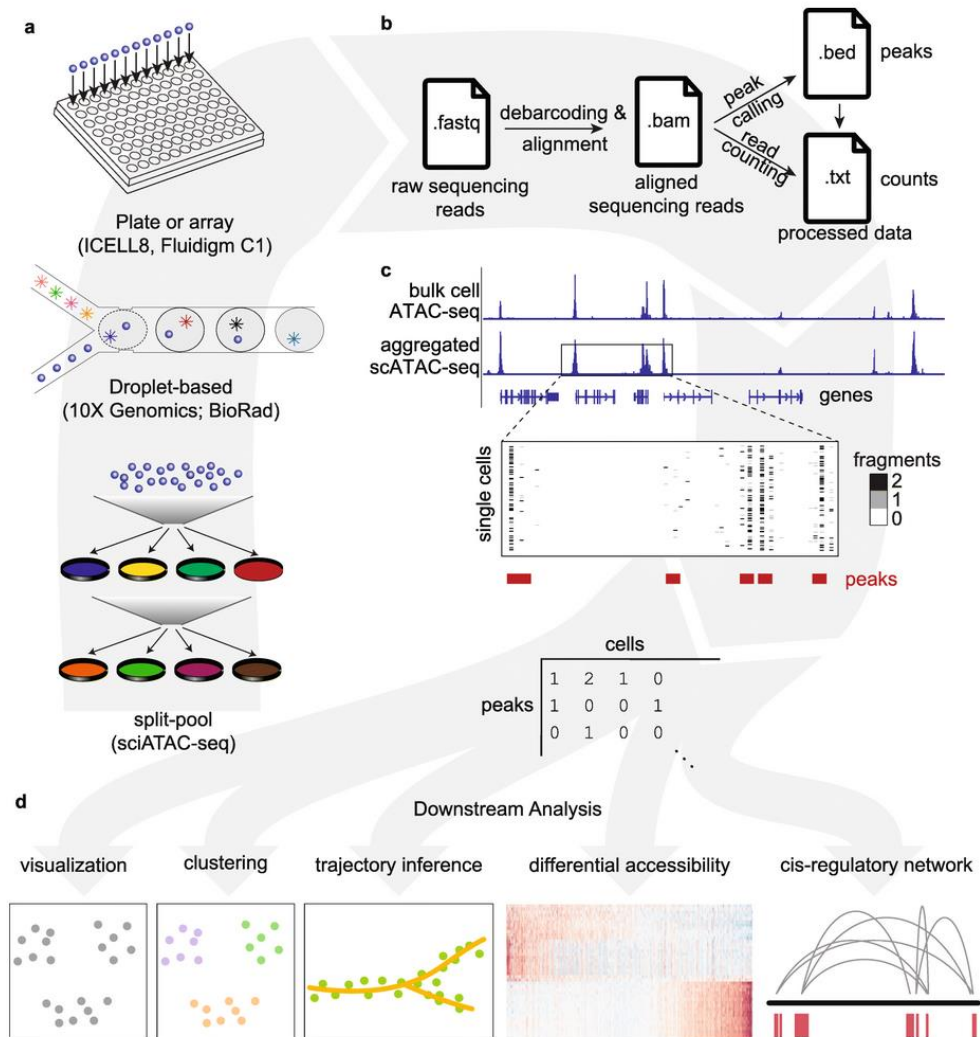 a
Plate or array
(ICELL8, Fluidigm C1)
Droplet-based
(10X Genomics; BioRad)
split-pool
(sciATAC-seq)
b
.fastq
raw sequencing
reads
debarcoding &
alignment
.bam
aligned
sequencing reads
peak
calling
read
counting
.bed
peaks
.txt
counts
processed data
c
bulk cell
ATAC-seq
aggregated
scATAC-seq
genes
single cells
fragments
2
1
0
peaks
cells
peaks
1 2 1 0
1 0 0 1
0 1 0 0
d
Downstream Analysis
visualization
clustering
trajectory inference
differential accessibility
cis-regulatory network